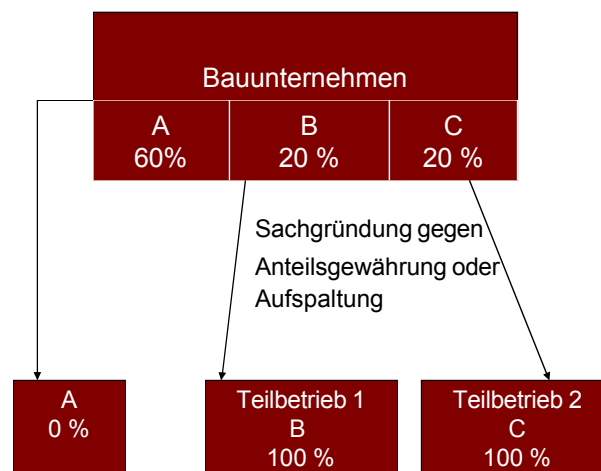 Bauunternehmen
A
60%
B
20 %
C
20 %
Sachgründung gegen
Anteilsgewährung oder
Aufspaltung
A
0 %
Teilbetrieb 1
B
100 %
Teilbetrieb 2
C
100 %